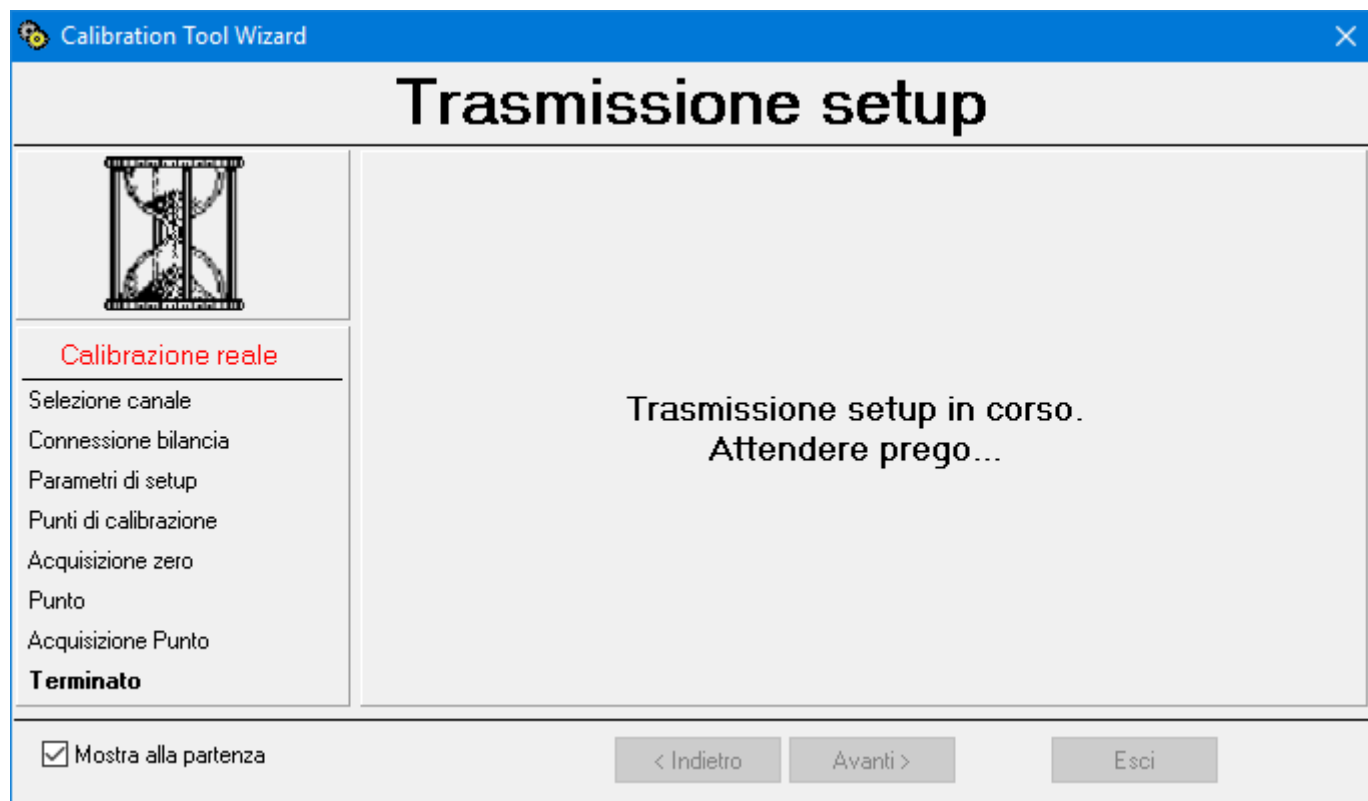 Calibration Tool Wizard
Trasmissione setup
Calibrazione reale
Selezione canale
Connessione bilancia
Parametri di setup
Punti di calibrazione
Acquisizione zero
Punto
Acquisizione Punto
Terminato
Trasmissione setup in corso.
Attendere prego...
Mostra alla partenza
< Indietro
Avanti >
Esci